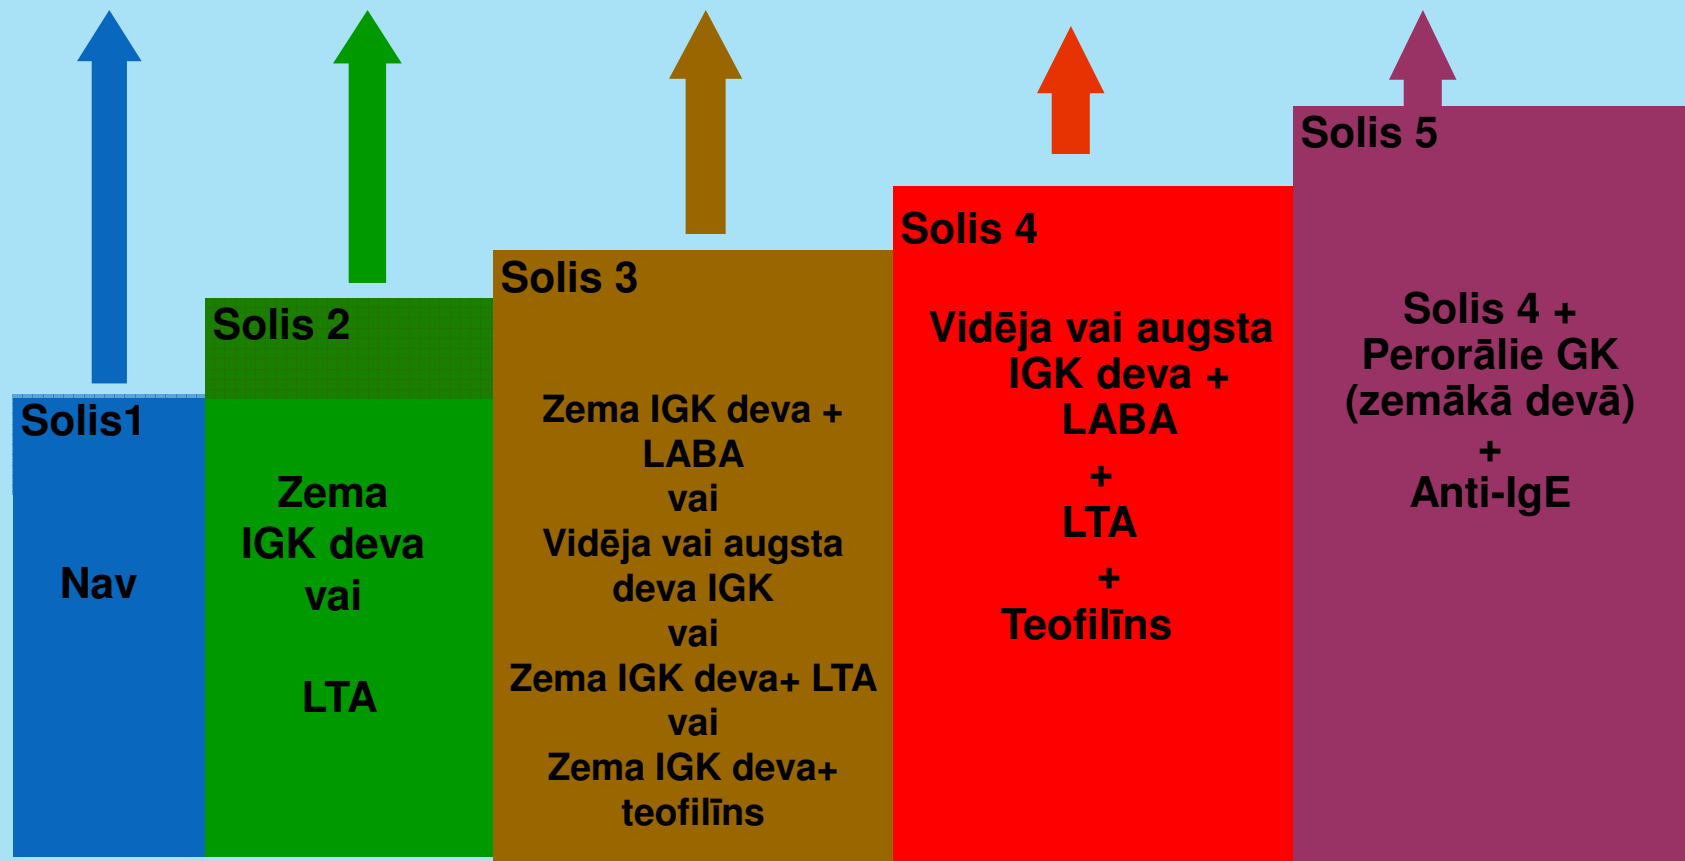 Solis1
Nav
Solis 2
Zema
IGK deva
vai
LTA
Solis 3
Zema IGK deva +
LABA
vai
Vidēja vai augsta
deva IGK
vai
Zema IGK deva+ LTA
vai
Zema IGK deva+
teofilīns
Solis 4
Vidēja vai augsta
IGK deva +
LABA
+
LTA
+
Teofilīns
Solis 5
Solis 4 +
Perorālie GK
(zemākā devā)
+
Anti-IgE